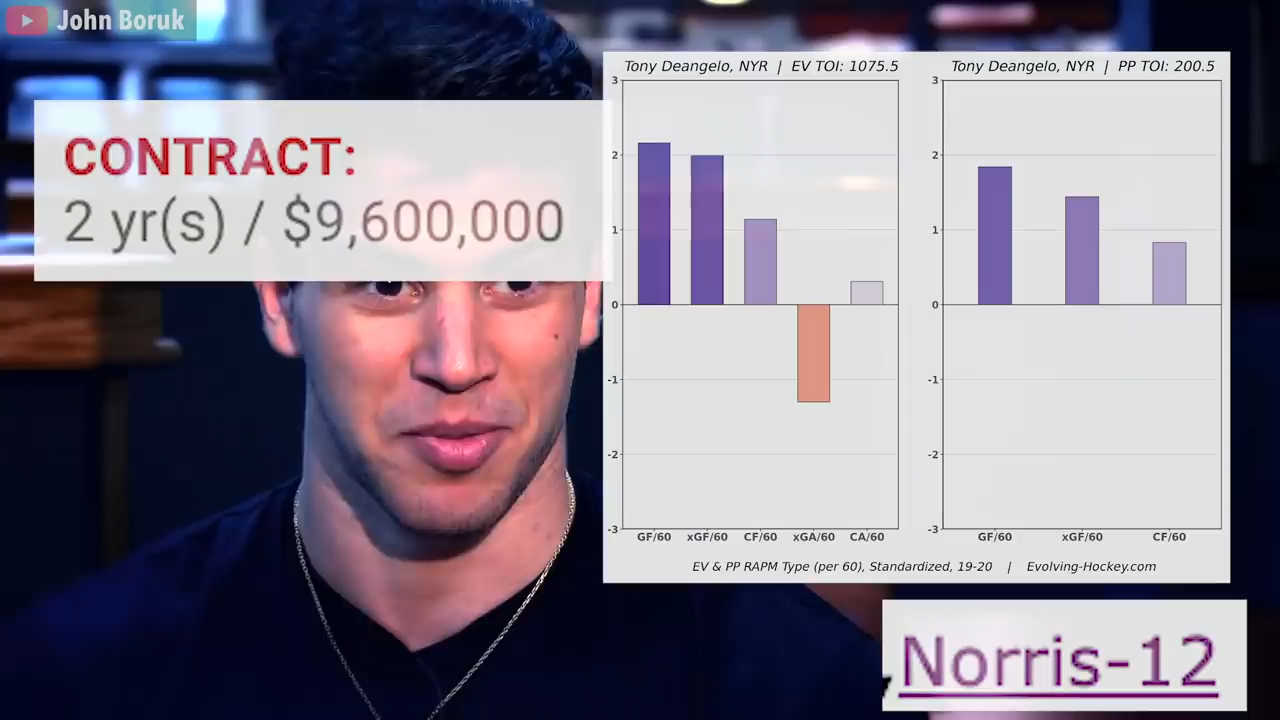 John Boruk
CONTRACT:
2 yr(s) / $9,600,000
Tony Deangelo, NYR | EV TOI: 1075.5
3
2
1
0
-1
-2
-3
GF/60 xGF/60 CF/60 xGA/60 CA/60
Tony Deangelo, NYR | PP TOI: 200.5
3
2
1
0
-1
-2
-3
GF/60 xGF/60 CF/60
EV & PP RAPM Type (per 60), Standardized, 19-20 | Evolving-Hockey.com
Norris-12